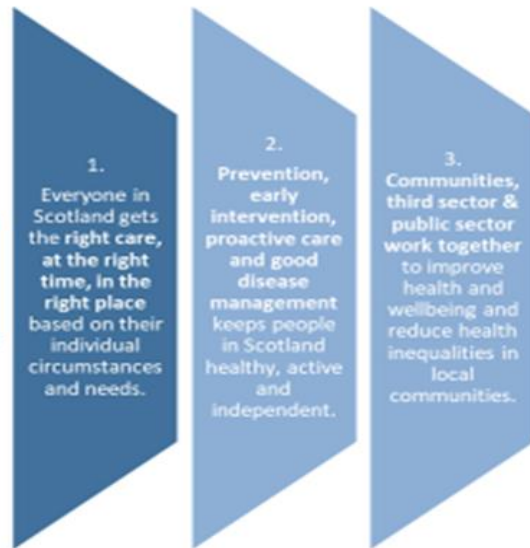 1.
Everyone in
Scotland gets
the right care,
at the right
time, in the
right place
based on their
individual
circumstances
and needs.
2.
Prevention,
early
intervention,
proactive care
and good
disease
management
keeps people
in Scotland
healthy, active
and
independent.
3.
Communities,
third sector &
public sector
work together
to improve
health and
wellbeing and
reduce health
inequalities in
local
communities.